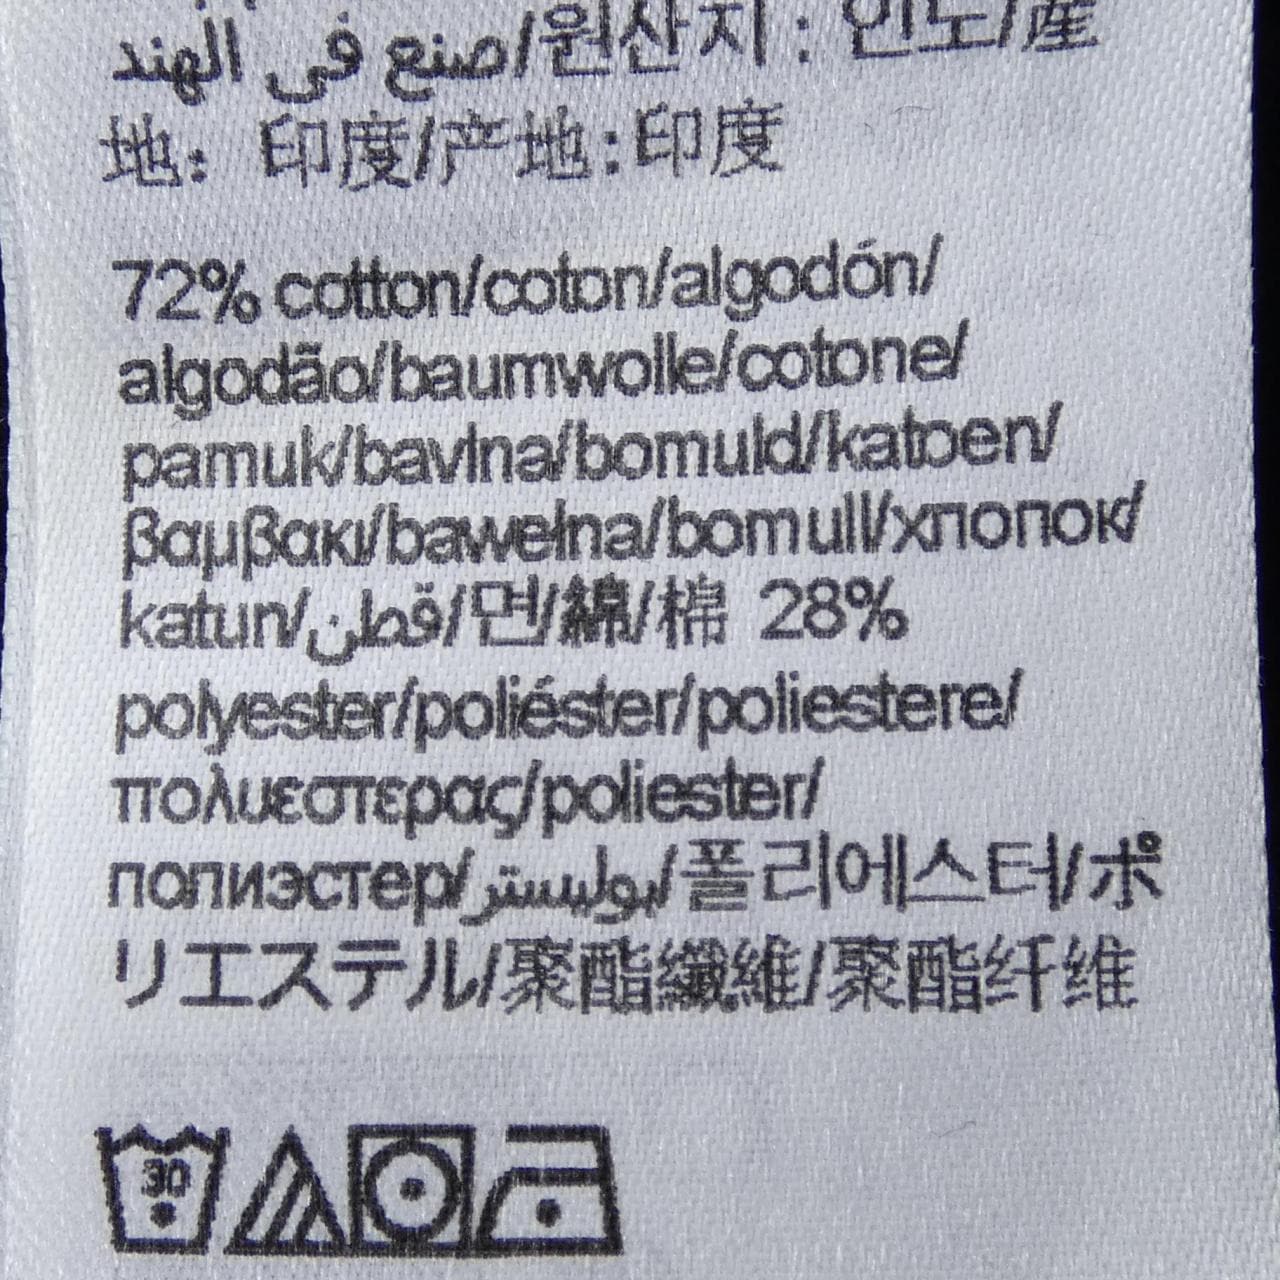 صنع في الهند/원산지: 인도/産
地: 印度/产地:印度
72% cotton/coton/algodón/
algodão/baumwolle/cotone/
pamuk/bavlna/bomuld/katoen/
βαμβακι/bawełna/bomull/хлопок/
katun/قطن/면/綿/棉 28%
polyester/poliéster/poliestere/
πολυεστερας/poliester/
полиэстер/بوليستر/폴리에스터/ポ
リエステル/聚酯纖維/聚酯纤维
30